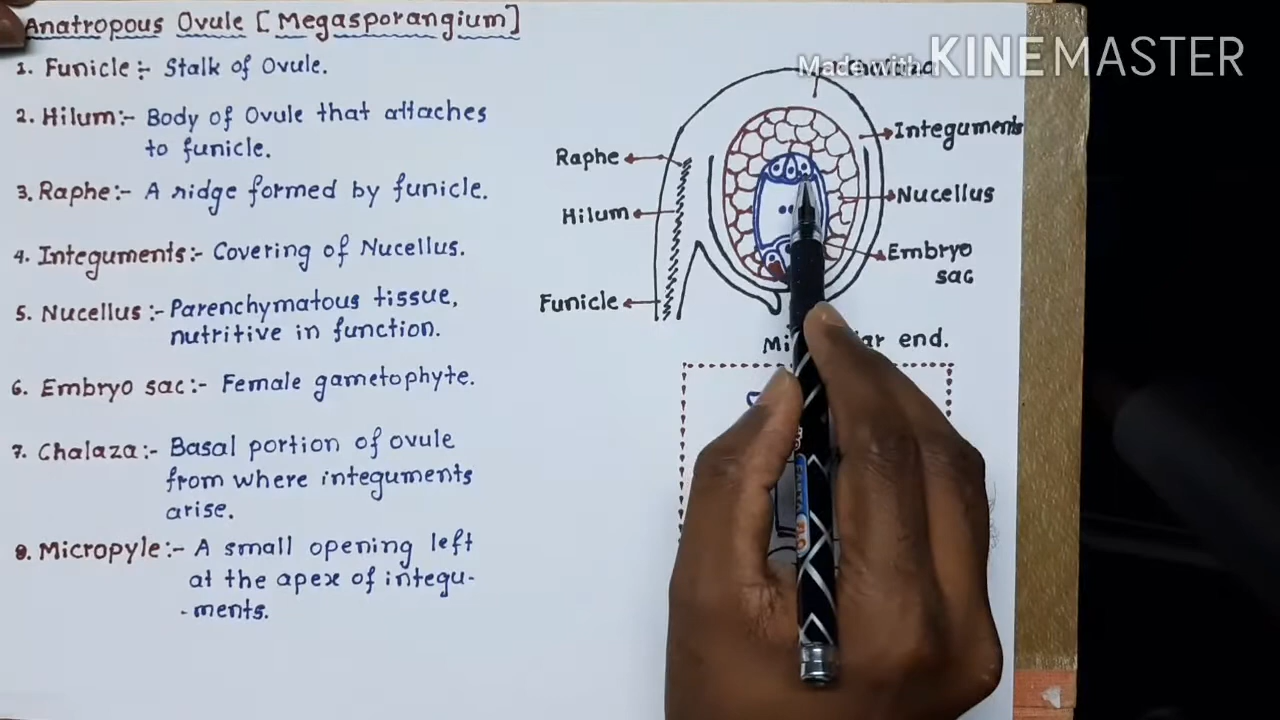 Anatropous Ovule [Megasporangium]
1. Funicle:- Stalk of Ovule.
2. Hilum:- Body of Ovule that attaches
to funicle.
3. Raphe:- A ridge formed by funicle.
4. Integuments:- Covering of Nucellus.
5. Nucellus:- Parenchymatous tissue,
nutritive in function.
6. Embryo sac:- Female gametophyte.
7. Chalaza:- Basal portion of ovule
from where integuments
arise.
8. Micropyle:- A small opening left
at the apex of integu-
-ments.
Made with KINEMASTER
Integuments
Raphe
Nucellus
Hilum
Embryo
sac
Funicle
end.